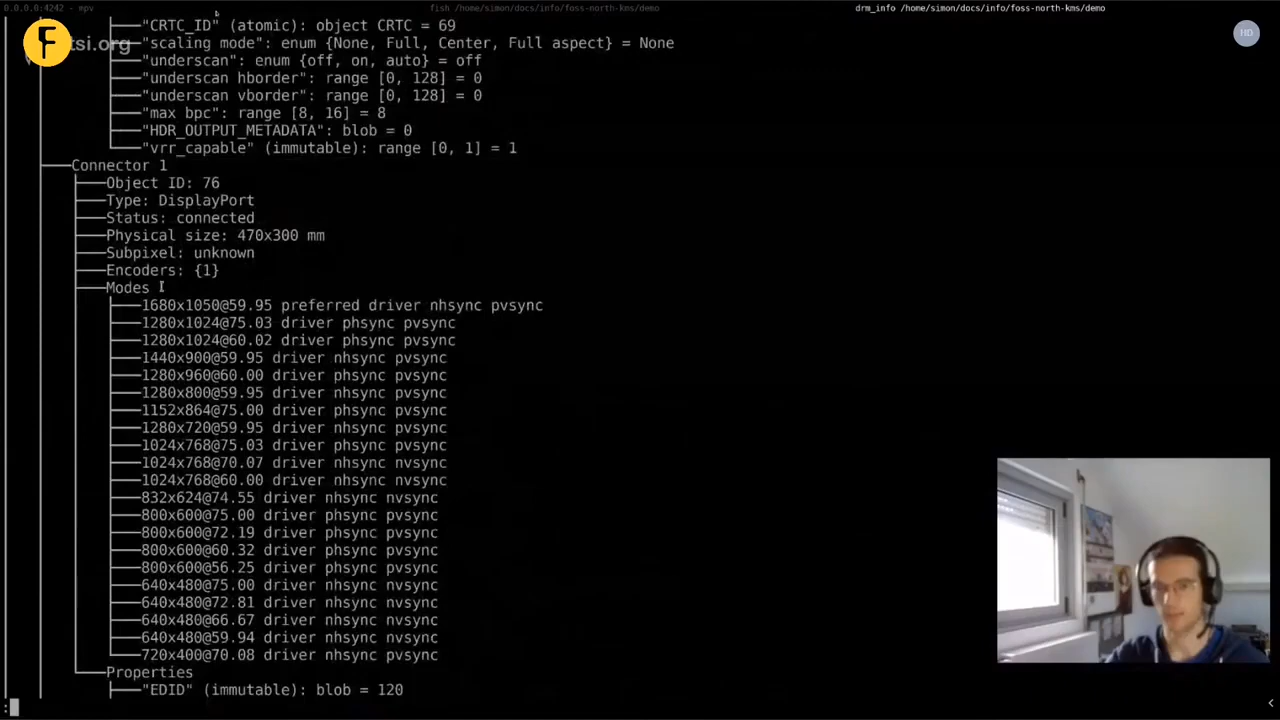 0.0.0.0:4242 - mpv
fish /home/simon/docs/info/foss-north-kms/demo
drm_info /home/simon/docs/info/foss-north-kms/demo
"CRTC_ID" (atomic): object CRTC = 69
"scaling mode": enum {None, Full, Center, Full aspect} = None
"underscan": enum {off, on, auto} = off
"underscan hborder": range [0, 128] = 0
"underscan vborder": range [0, 128] = 0
"max bpc": range [8, 16] = 8
"HDR_OUTPUT_METADATA": blob = 0
"vrr_capable" (immutable): range [0, 1] = 1
Connector 1
Object ID: 76
Type: DisplayPort
Status: connected
Physical size: 470x300 mm
Subpixel: unknown
Encoders: {1}
Modes
1680x1050@59.95 preferred driver nhsync pvsync
1280x1024@75.03 driver phsync pvsync
1280x1024@60.02 driver phsync pvsync
1440x900@59.95 driver nhsync pvsync
1280x960@60.00 driver phsync pvsync
1280x800@59.95 driver nhsync pvsync
1152x864@75.00 driver phsync pvsync
1280x720@59.95 driver nhsync pvsync
1024x768@75.03 driver phsync pvsync
1024x768@70.07 driver nhsync nvsync
1024x768@60.00 driver nhsync nvsync
832x624@74.55 driver nhsync nvsync
800x600@75.00 driver phsync pvsync
800x600@72.19 driver phsync pvsync
800x600@60.32 driver phsync pvsync
800x600@56.25 driver phsync pvsync
640x480@75.00 driver nhsync nvsync
640x480@72.81 driver nhsync nvsync
640x480@66.67 driver nhsync nvsync
640x480@59.94 driver nhsync nvsync
720x400@70.08 driver nhsync pvsync
Properties
"EDID" (immutable): blob = 120
:
HD